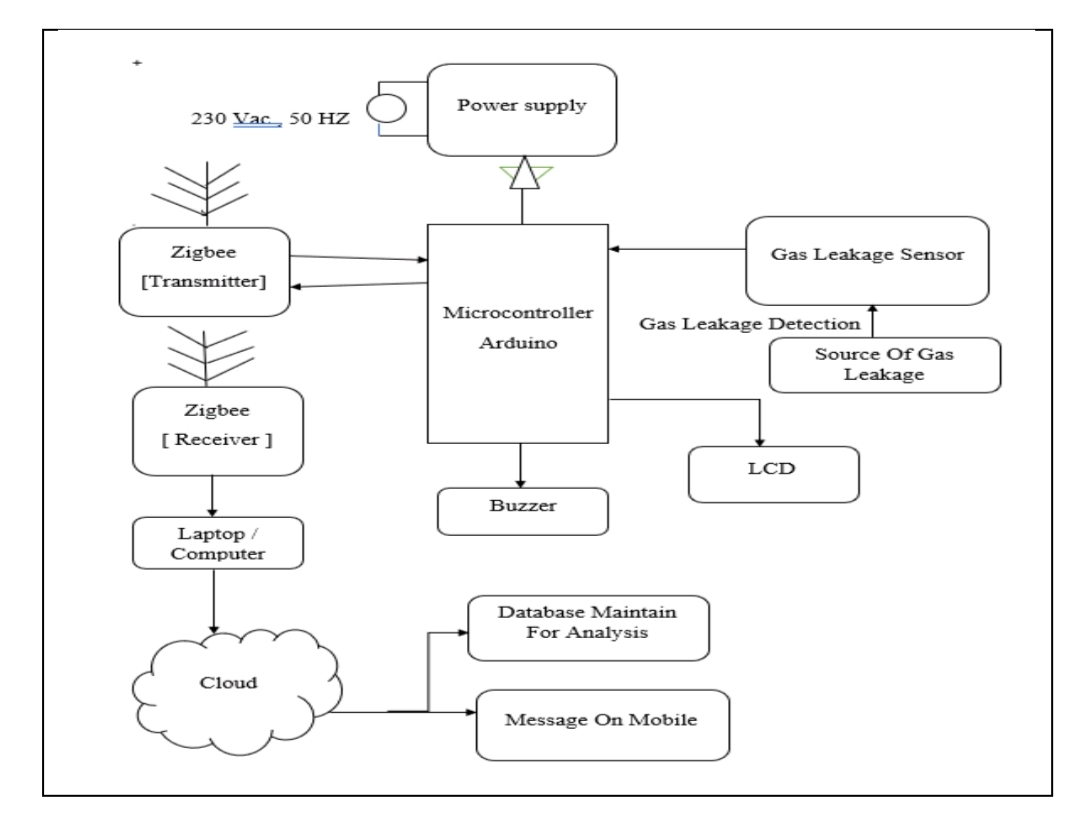 Power supply
230 Vac , 50 HZ
Zigbee
[Transmitter]
Gas Leakage Sensor
Microcontroller
Arduino
Gas Leakage Detection
Source Of Gas
Leakage
Zigbee
[ Receiver ]
LCD
Buzzer
Laptop /
Computer
Database Maintain
For Analysis
Cloud
Message On Mobile